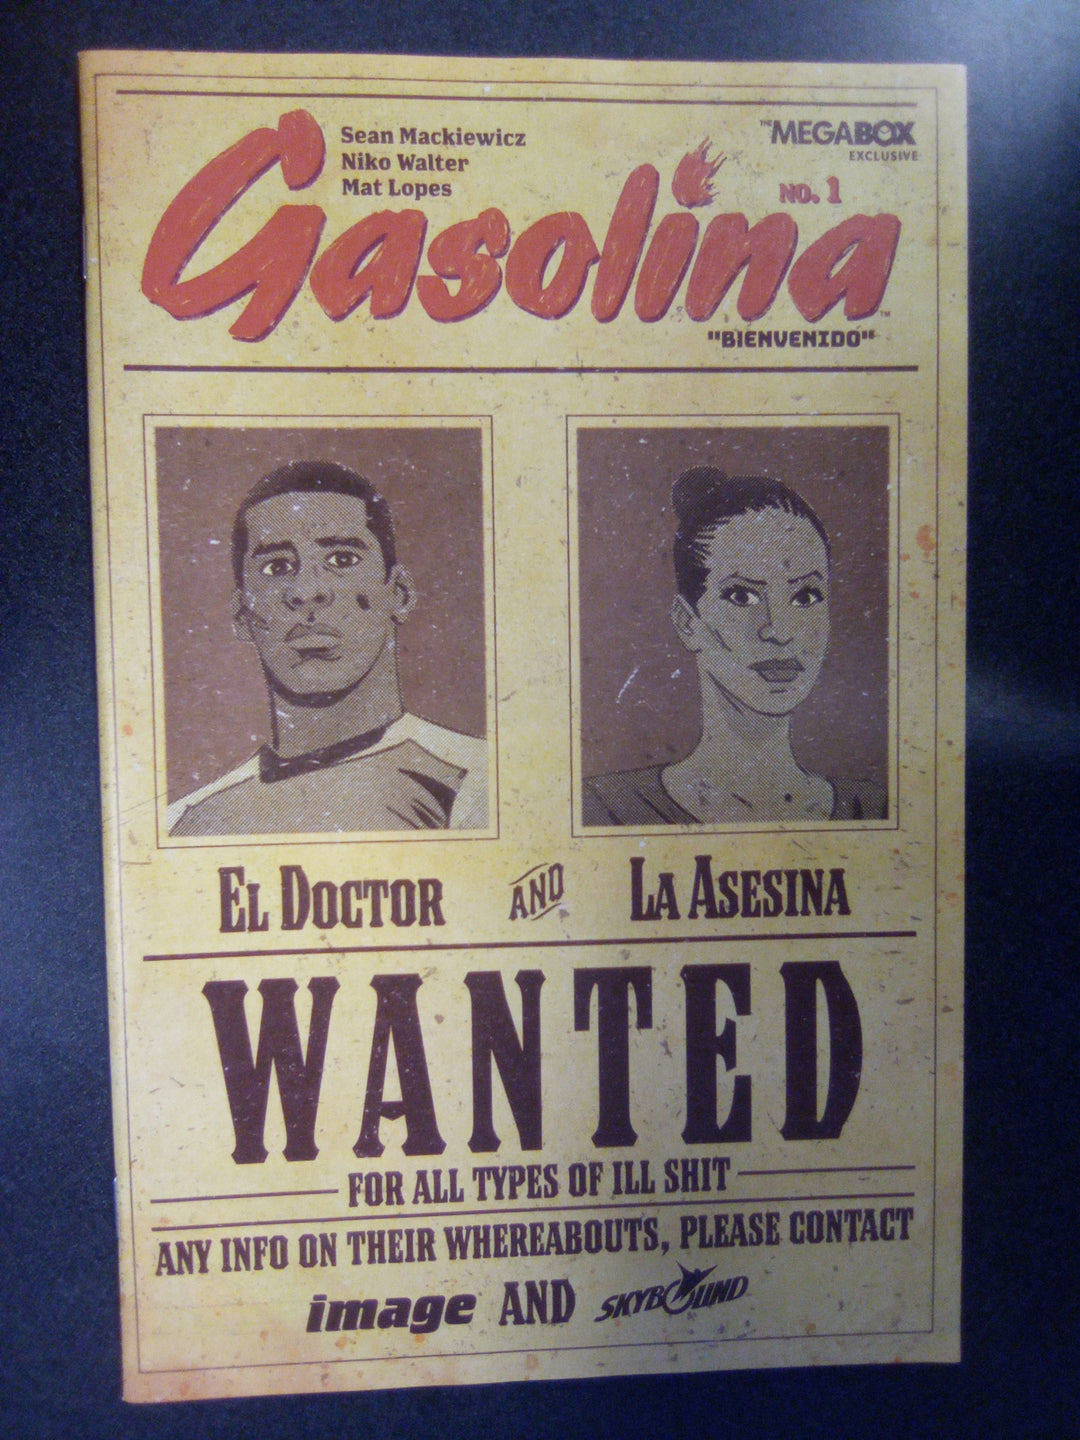 Sean Mackiewicz
Niko Walter
Mat Lopes
THE MEGABOX
EXCLUSIVE
NO. 1
Gasolina™
"BIENVENIDO"
EL DOCTOR AND LA ASESINA
WANTED
FOR ALL TYPES OF ILL SHIT
ANY INFO ON THEIR WHEREABOUTS, PLEASE CONTACT
image AND SKYBOUND